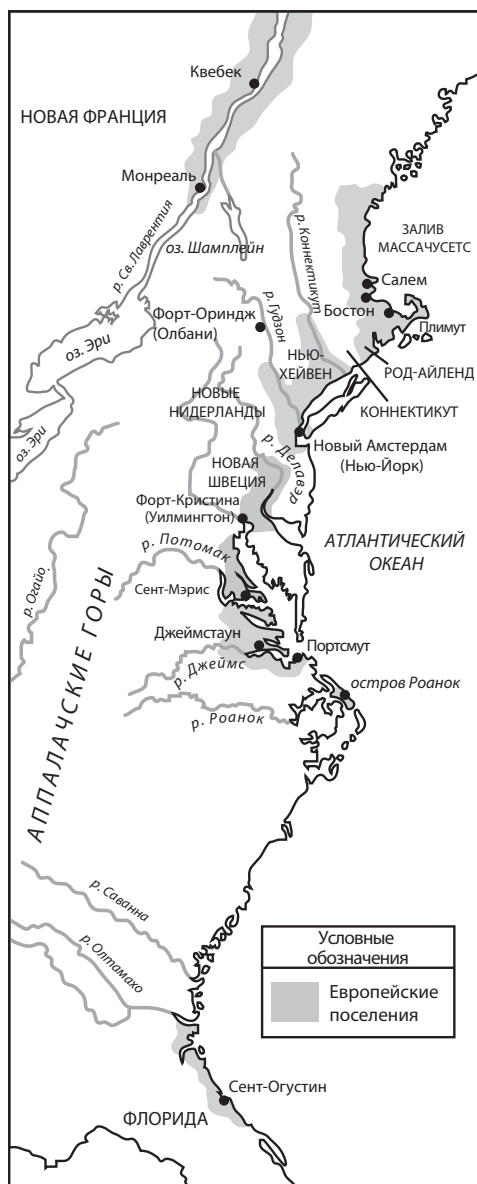 Квебек
НОВАЯ ФРАНЦИЯ
Монреаль
р. Св. Лаврентия
оз. Шамплейн
р. Коннектикут
ЗАЛИВ
МАССАЧУСЕТС
Салем
Бостон
Плимут
оз. Эри
Форт-Ориндж
(Олбани)
р. Гудзон
НЬЮ-
ХЕЙВЕН
РОД-АЙЛЕНД
КОННЕКТИКУТ
оз. Эри
НОВЫЕ
НИДЕРЛАНДЫ
Новый Амстердам
(Нью-Йорк)
р. Делавэр
НОВАЯ
ШВЕЦИЯ
Форт-Кристина
(Уилмингтон)
р. Потомак
АТЛАНТИЧЕСКИЙ
ОКЕАН
р. Огайо.
Сент-Мэрис
АППАЛАЧСКИЕ ГОРЫ
Джеймстаун
Портсмут
р. Джеймс
остров Роанок
р. Роанок
р. Саванна
р. Олтамахо
Условные
обозначения
Европейские
поселения
Сент-Огустин
ФЛОРИДА